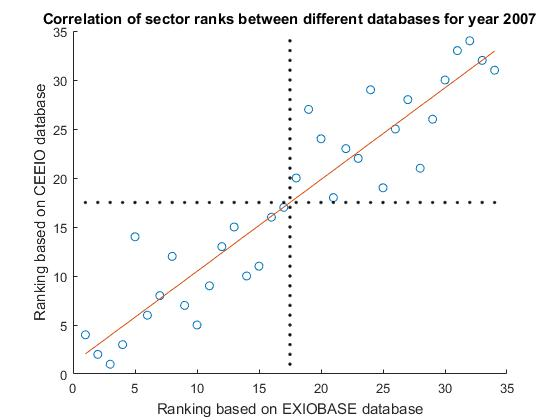 Correlation of sector ranks between different databases for year 2007
35
30
25
20
15
10
5
0
Ranking based on CEEIO database
0 5 10 15 20 25 30 35
Ranking based on EXIOBASE database